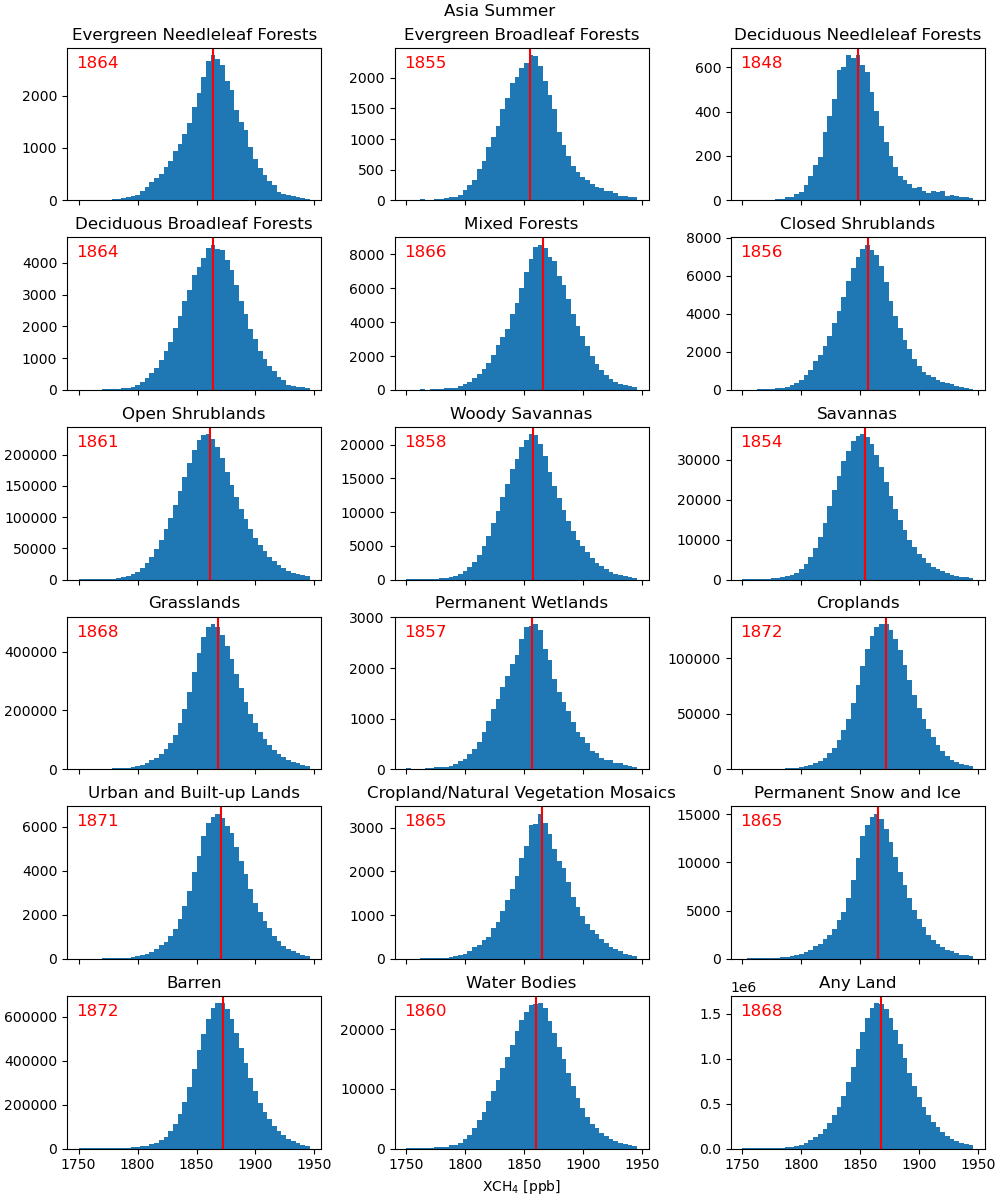 Asia Summer
Evergreen Needleleaf Forests Evergreen Broadleaf Forests Deciduous Needleleaf Forests
1864 1855 1848
2000 1000 0
2000 1500 1000 500 0
600 400 200 0
Deciduous Broadleaf Forests Mixed Forests Closed Shrublands
1864 1866 1856
4000 3000 2000 1000 0
8000 6000 4000 2000 0
8000 6000 4000 2000 0
Open Shrublands Woody Savannas Savannas
1861 1858 1854
200000 150000 100000 50000 0
20000 15000 10000 5000 0
30000 20000 10000 0
Grasslands Permanent Wetlands Croplands
1868 1857 1872
400000 200000 0
3000 2000 1000 0
100000 50000 0
Urban and Built-up Lands Cropland/Natural Vegetation Mosaics Permanent Snow and Ice
1871 1865 1865
6000 4000 2000 0
3000 2000 1000 0
15000 10000 5000 0
Barren Water Bodies Any Land
1e6
1872 1860 1868
600000 400000 200000 0
20000 10000 0
1.5 1.0 0.5 0.0
1750 1800 1850 1900 1950 1750 1800 1850 1900 1950 1750 1800 1850 1900 1950
XCH₄ [ppb]